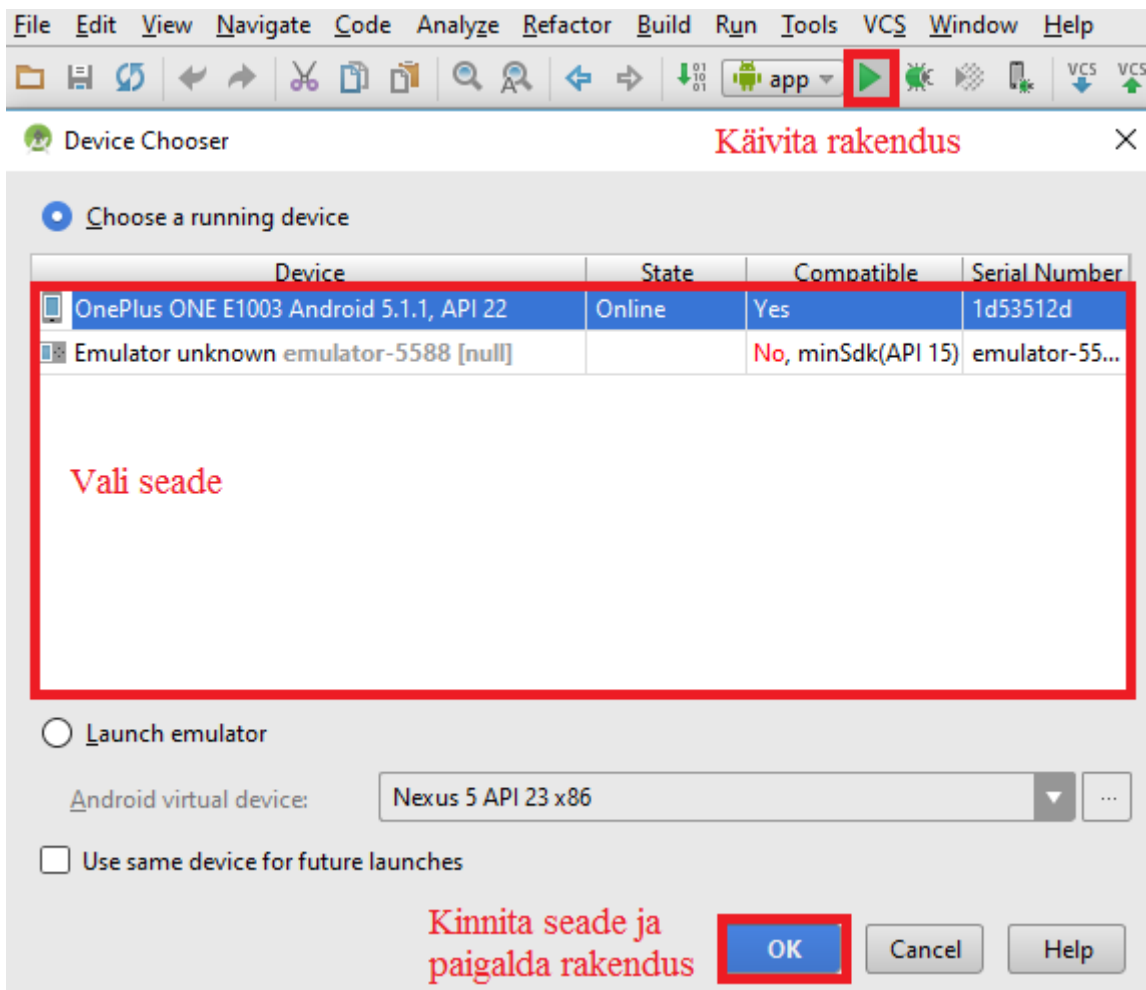 File Edit View Navigate Code Analyze Refactor Build Run Tools VCS Window Help
app VCS VCS
Device Chooser Käivita rakendus
Choose a running device
Device State Compatible Serial Number
OnePlus ONE E1003 Android 5.1.1, API 22 Online Yes 1d53512d
Emulator unknown emulator-5588 [null] No, minSdk(API 15) emulator-55...
Vali seade
Launch emulator
Android virtual device: Nexus 5 API 23 x86 ...
Use same device for future launches
Kinnita seade ja
paigalda rakendus OK Cancel Help